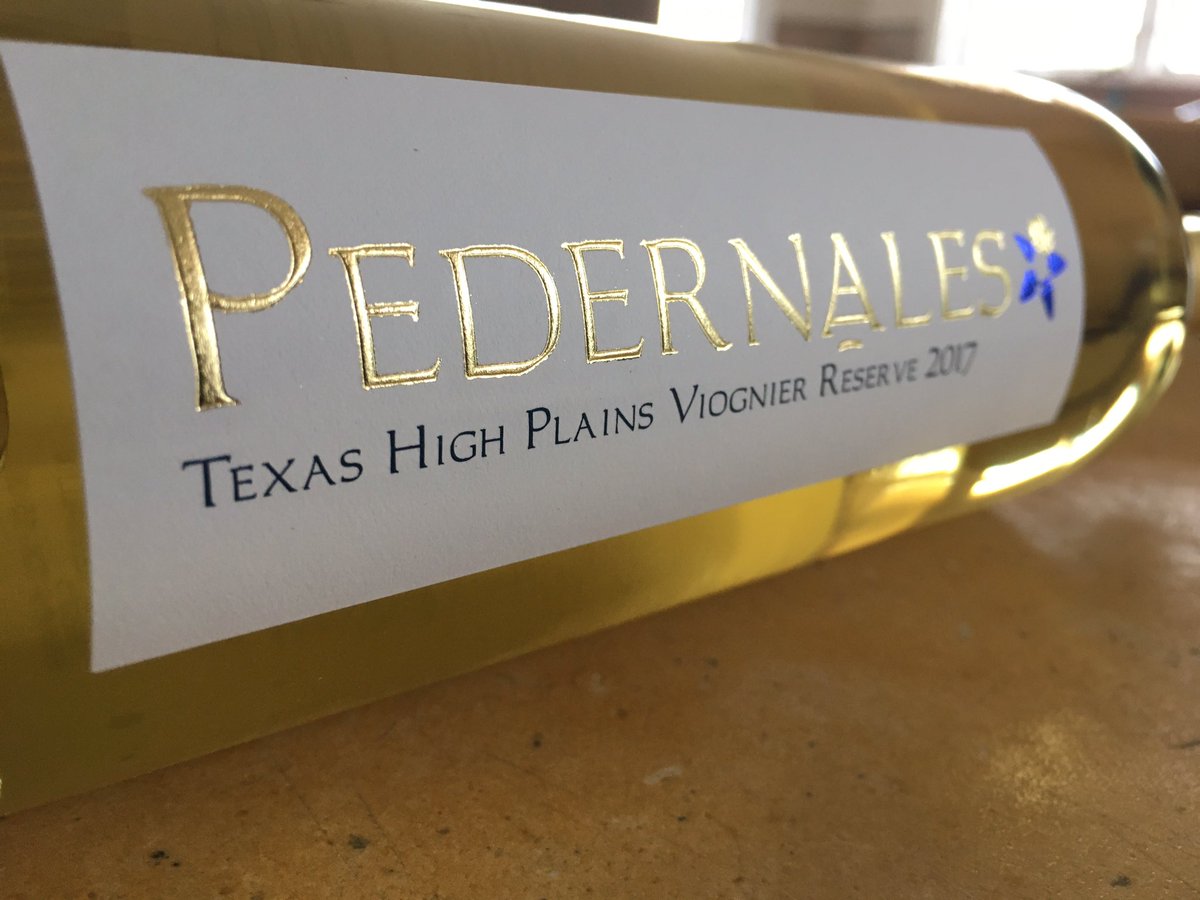 PEDERNALES
TEXAS HIGH PLAINS VIOGNIER RESERVE 2017